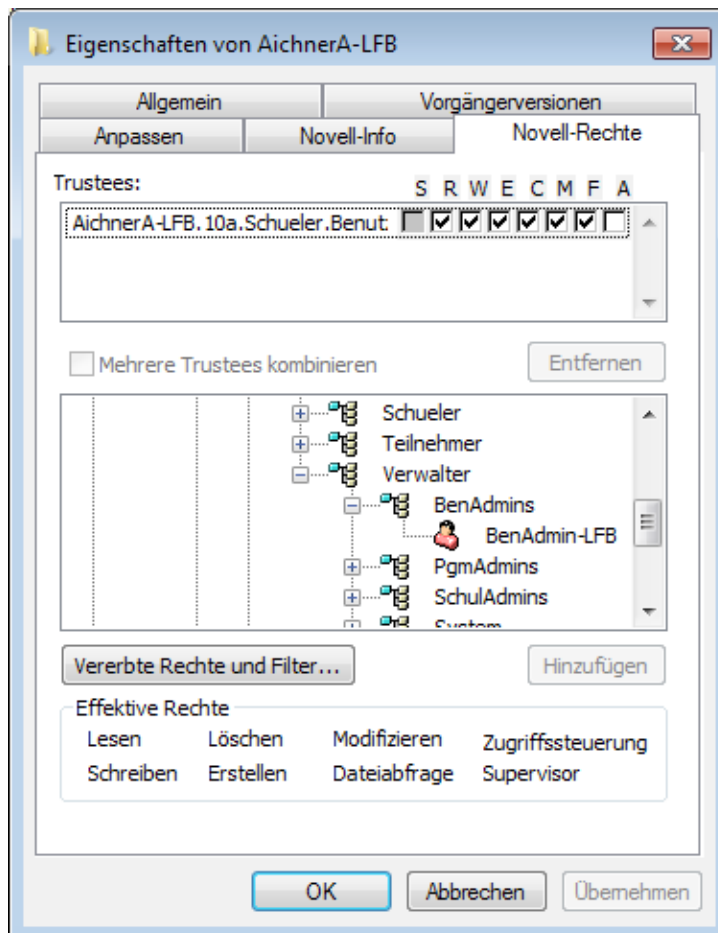 Eigenschaften von AichnerA-LFB
Allgemein Vorgängerversionen
Anpassen Novell-Info Novell-Rechte
Trustees: S R W E C M F A
AichnerA-LFB.10a.Schueler.Benut
Mehrere Trustees kombinieren Entfernen
Schueler
Teilnehmer
Verwalter
BenAdmins
BenAdmin-LFB
PgmAdmins
SchulAdmins
System
Vererbte Rechte und Filter... Hinzufügen
Effektive Rechte
Lesen Löschen Modifizieren Zugriffssteuerung
Schreiben Erstellen Dateiabfrage Supervisor
OK Abbrechen Übernehmen